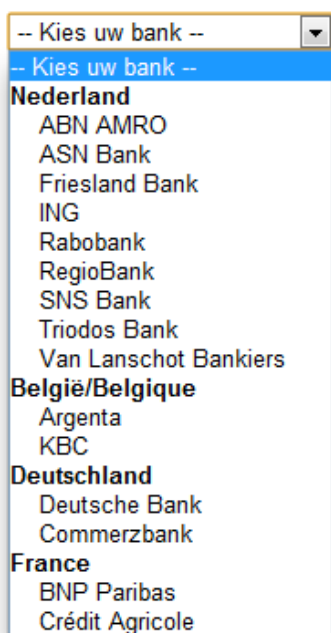 -- Kies uw bank --
-- Kies uw bank --
Nederland
ABN AMRO
ASN Bank
Friesland Bank
ING
Rabobank
RegioBank
SNS Bank
Triodos Bank
Van Lanschot Bankiers
België/Belgique
Argenta
KBC
Deutschland
Deutsche Bank
Commerzbank
France
BNP Paribas
Crédit Agricole